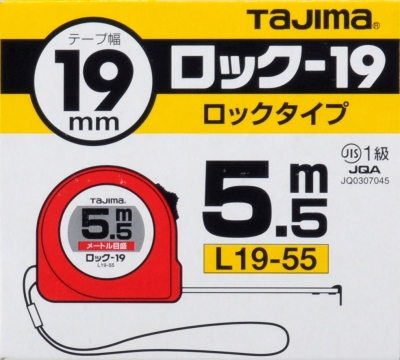 TAJIMA®
テープ幅
19
mm
ロック-19
ロックタイプ
JIS 1級
JQA
JQ0307045
5.5m
L19-55
TAJIMA
5.5m
メートル目盛
ロック-19
L19-55